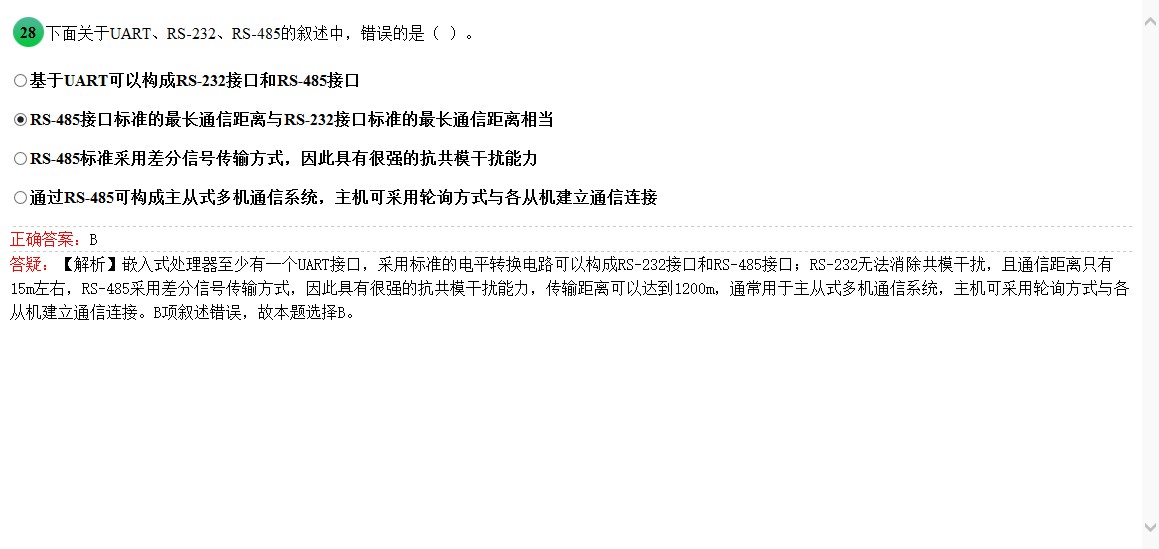 28 下面关于UART、RS-232、RS-485的叙述中，错误的是（ ）。
基于UART可以构成RS-232接口和RS-485接口
RS-485接口标准的最长通信距离与RS-232接口标准的最长通信距离相当
RS-485标准采用差分信号传输方式，因此具有很强的抗共模干扰能力
通过RS-485可构成主从式多机通信系统，主机可采用轮询方式与各从机建立通信连接
正确答案：B
答疑：【解析】嵌入式处理器至少有一个UART接口，采用标准的电平转换电路可以构成RS-232接口和RS-485接口；RS-232无法消除共模干扰，且通信距离只有
15m左右，RS-485采用差分信号传输方式，因此具有很强的抗共模干扰能力，传输距离可以达到1200m，通常用于主从式多机通信系统，主机可采用轮询方式与各
从机建立通信连接。B项叙述错误，故本题选择B。